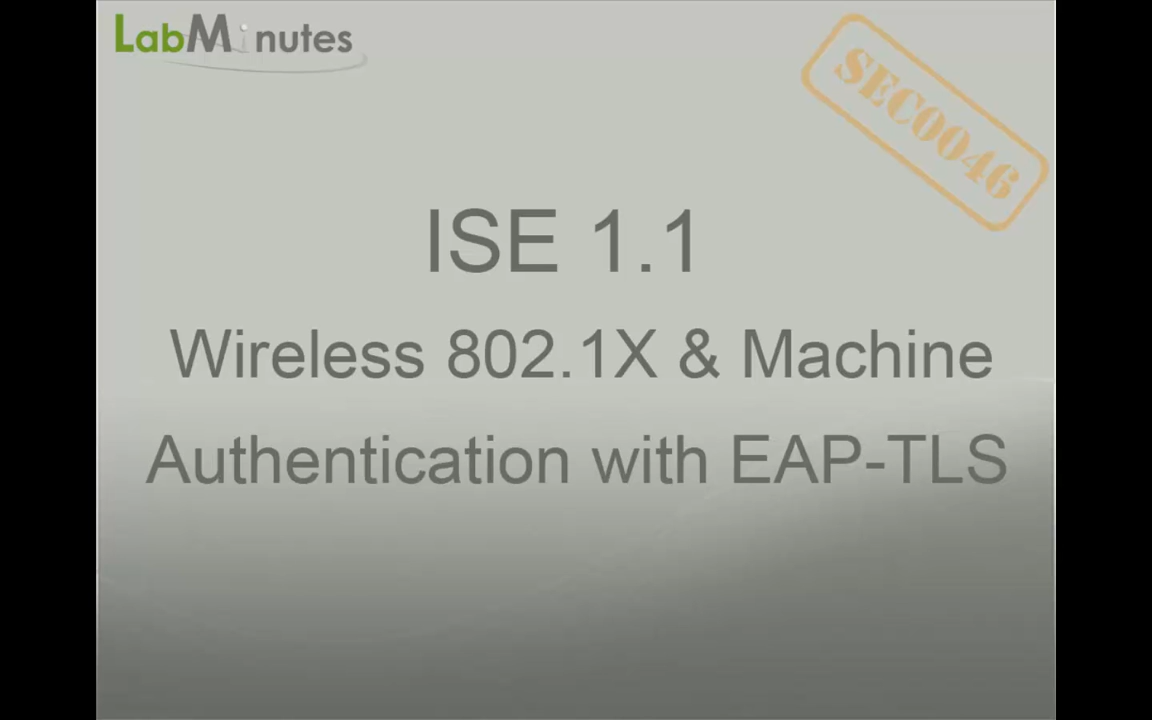 LabMinutes
SEC0046
ISE 1.1
Wireless 802.1X & Machine
Authentication with EAP-TLS